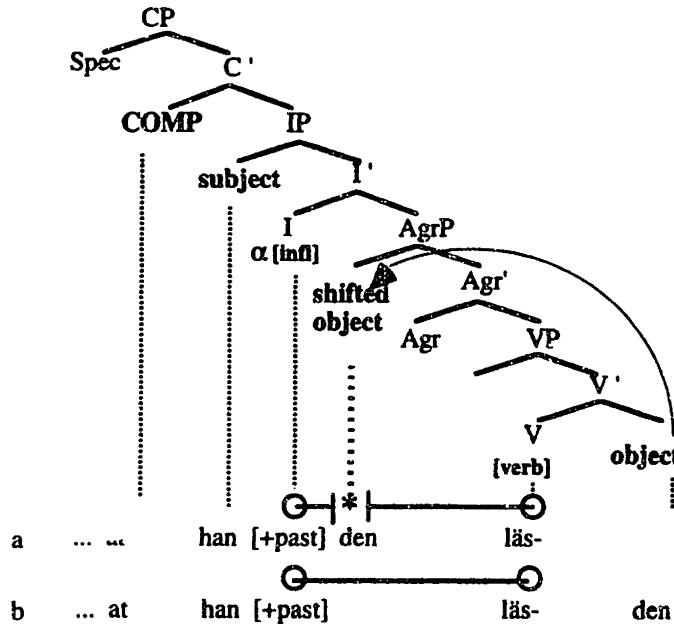 CP
Spec C '
COMP IP
subject I '
I AgrP
α [infl]
shifted Agr'
object Agr VP
V '
V object
[verb]
*
a ... han [+past] den läs-
b ... at han [+past] läs- den